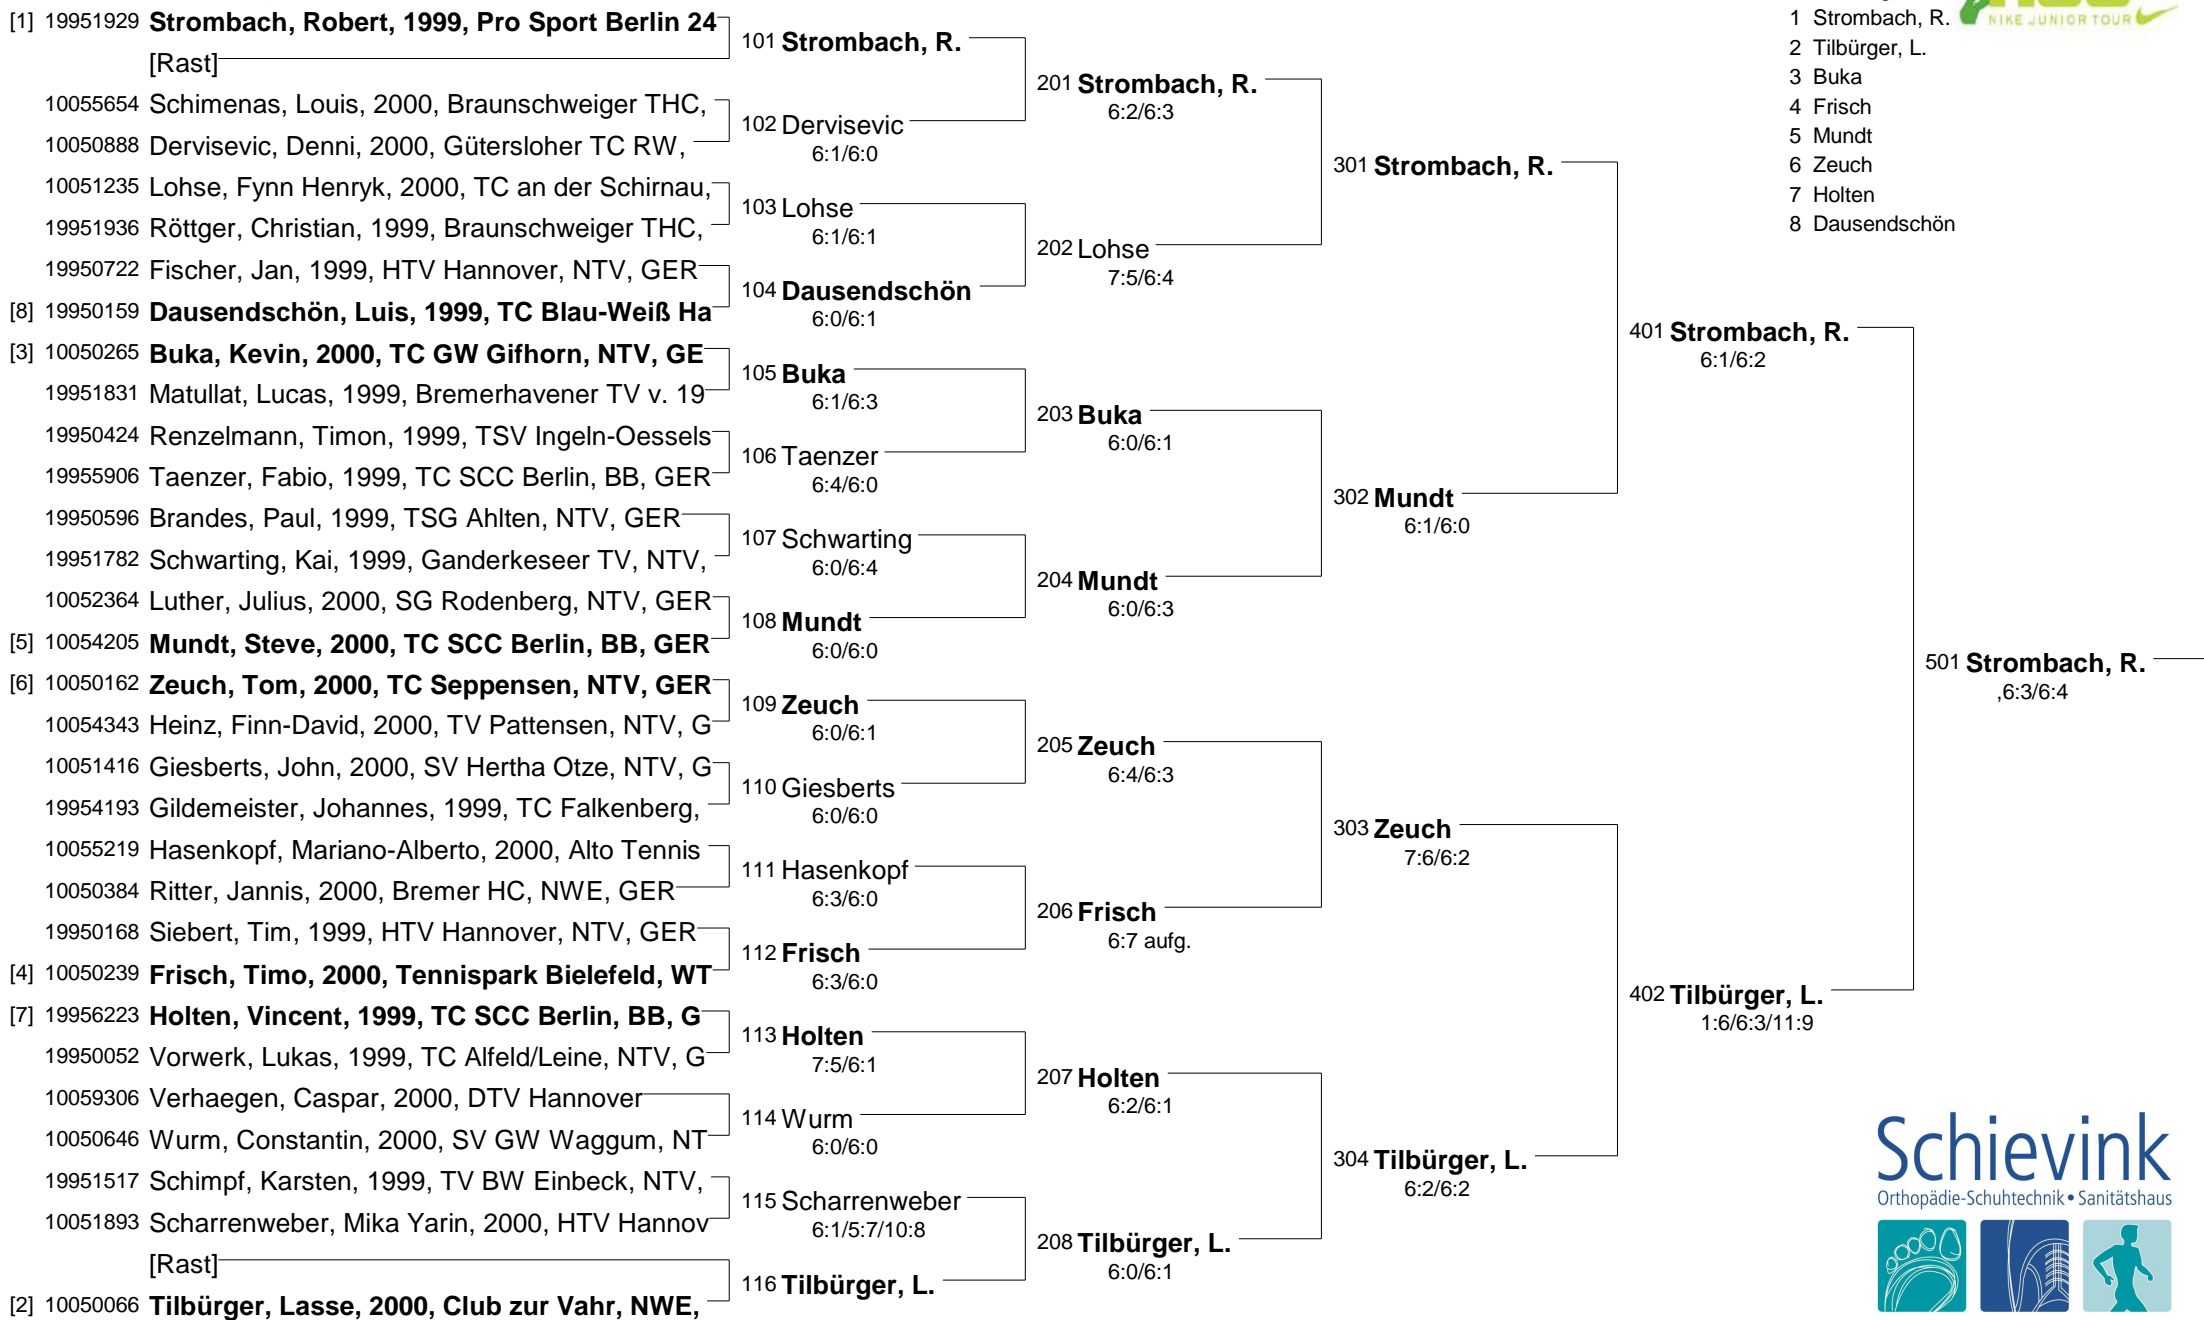 [1] 19951929 Strombach, Robert, 1999, Pro Sport Berlin 24
[Rast]
10055654 Schimenas, Louis, 2000, Braunschweiger THC,
10050888 Dervisevic, Denni, 2000, Gütersloher TC RW,
10051235 Lohse, Fynn Henryk, 2000, TC an der Schirnau,
19951936 Röttger, Christian, 1999, Braunschweiger THC,
19950722 Fischer, Jan, 1999, HTV Hannover, NTV, GER
[8] 19950159 Dausendschön, Luis, 1999, TC Blau-Weiß Ha
[3] 10050265 Buka, Kevin, 2000, TC GW Gifhorn, NTV, GE
19951831 Matullat, Lucas, 1999, Bremerhavener TV v. 19
19950424 Renzelmann, Timon, 1999, TSV Ingeln-Oessels
19955906 Taenzer, Fabio, 1999, TC SCC Berlin, BB, GER
19950596 Brandes, Paul, 1999, TSG Ahlten, NTV, GER
19951782 Schwarting, Kai, 1999, Ganderkeseer TV, NTV,
10052364 Luther, Julius, 2000, SG Rodenberg, NTV, GER
[5] 10054205 Mundt, Steve, 2000, TC SCC Berlin, BB, GER
[6] 10050162 Zeuch, Tom, 2000, TC Seppensen, NTV, GER
10054343 Heinz, Finn-David, 2000, TV Pattensen, NTV, G
10051416 Giesberts, John, 2000, SV Hertha Otze, NTV, G
19954193 Gildemeister, Johannes, 1999, TC Falkenberg,
10055219 Hasenkopf, Mariano-Alberto, 2000, Alto Tennis
10050384 Ritter, Jannis, 2000, Bremer HC, NWE, GER
19950168 Siebert, Tim, 1999, HTV Hannover, NTV, GER
[4] 10050239 Frisch, Timo, 2000, Tennispark Bielefeld, WT
[7] 19956223 Holten, Vincent, 1999, TC SCC Berlin, BB, G
19950052 Vorwerk, Lukas, 1999, TC Alfeld/Leine, NTV, G
10059306 Verhaegen, Caspar, 2000, DTV Hannover
10050646 Wurm, Constantin, 2000, SV GW Waggum, NT
19951517 Schimpf, Karsten, 1999, TV BW Einbeck, NTV,
10051893 Scharrenweber, Mika Yarin, 2000, HTV Hannov
[Rast]
[2] 10050066 Tilbürger, Lasse, 2000, Club zur Vahr, NWE,
101 Strombach, R.
102 Dervisevic
6:1/6:0
103 Lohse
6:1/6:1
104 Dausendschön
6:0/6:1
105 Buka
6:1/6:3
106 Taenzer
6:4/6:0
107 Schwarting
6:0/6:4
108 Mundt
6:0/6:0
109 Zeuch
6:0/6:1
110 Giesberts
6:0/6:0
111 Hasenkopf
6:3/6:0
112 Frisch
6:3/6:0
113 Holten
7:5/6:1
114 Wurm
6:0/6:0
115 Scharrenweber
6:1/5:7/10:8
116 Tilbürger, L.
201 Strombach, R.
6:2/6:3
202 Lohse
7:5/6:4
203 Buka
6:0/6:1
204 Mundt
6:0/6:3
205 Zeuch
6:4/6:3
206 Frisch
6:7 aufg.
207 Holten
6:2/6:1
208 Tilbürger, L.
6:0/6:1
301 Strombach, R.
302 Mundt
6:1/6:0
303 Zeuch
7:6/6:2
304 Tilbürger, L.
6:2/6:2
401 Strombach, R.
6:1/6:2
402 Tilbürger, L.
1:6/6:3/11:9
501 Strombach, R.
,6:3/6:4
1 Strombach, R.
2 Tilbürger, L.
3 Buka
4 Frisch
5 Mundt
6 Zeuch
7 Holten
8 Dausendschön
NIKE JUNIOR TOUR
Schievink
Orthopädie-Schuhtechnik • Sanitätshaus